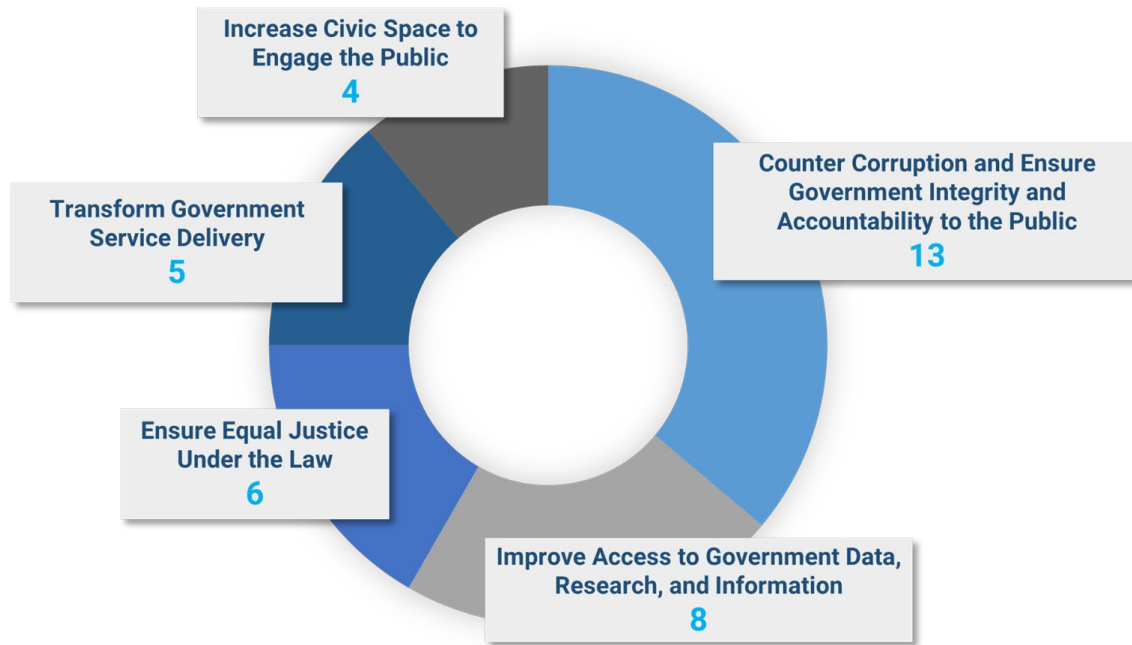 Increase Civic Space to
Engage the Public
4
Counter Corruption and Ensure
Government Integrity and
Accountability to the Public
13
Transform Government
Service Delivery
5
Ensure Equal Justice
Under the Law
6
Improve Access to Government Data,
Research, and Information
8